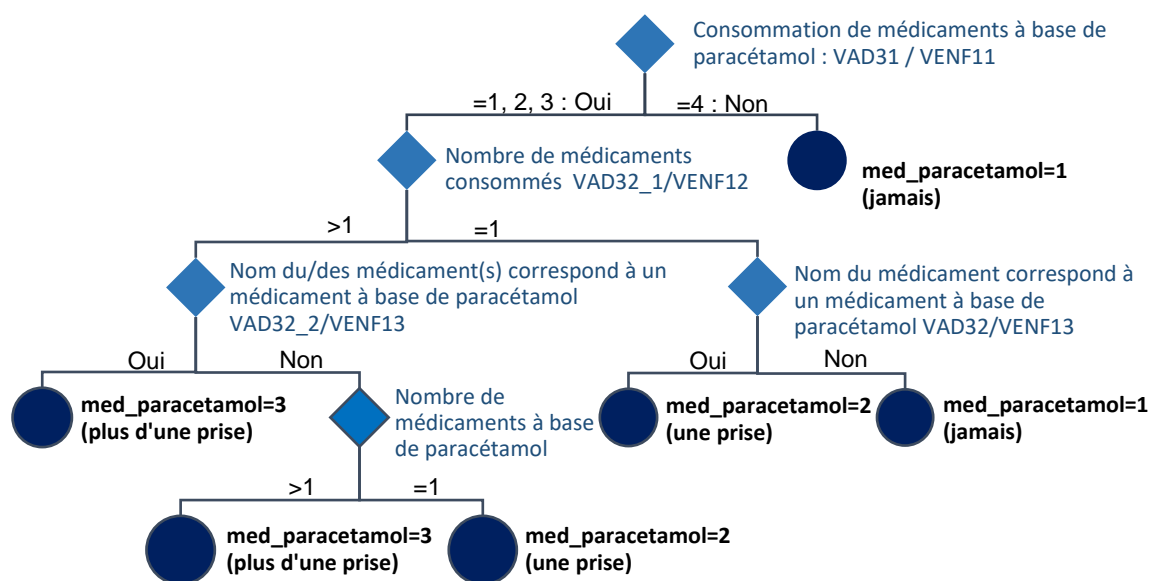 Consommation de médicaments à base de
paracétamol : VAD31 / VENF11
=1, 2, 3 : Oui
=4 : Non
Nombre de médicaments
consommés VAD32_1/VENF12
med_paracetamol=1
(jamais)
>1
=1
Nom du/des médicament(s) correspond à un
médicament à base de paracétamol
VAD32_2/VENF13
Nom du médicament correspond à
un médicament à base de
paracétamol VAD32/VENF13
Oui
Non
Oui
Non
med_paracetamol=3
(plus d'une prise)
Nombre de
médicaments à base
de paracétamol
med_paracetamol=2
(une prise)
med_paracetamol=1
(jamais)
>1
=1
med_paracetamol=3
(plus d'une prise)
med_paracetamol=2
(une prise)